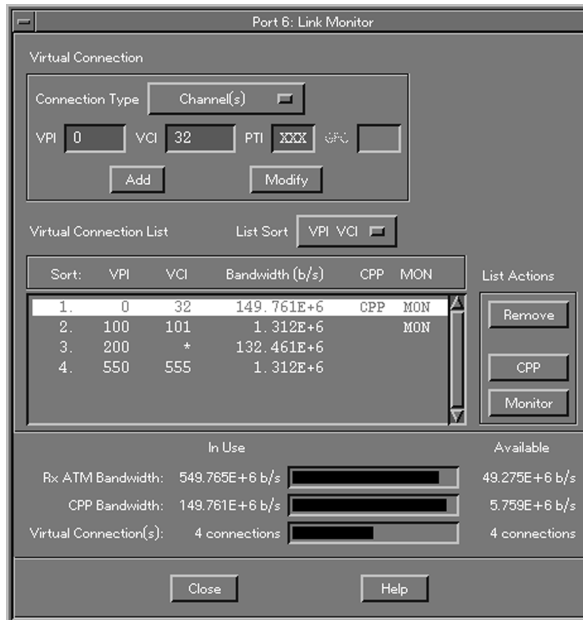 Port 6: Link Monitor
Virtual Connection
Connection Type Channel(s)
VPI 0 VCI 32 PTI XXX GFC
Add Modify
Virtual Connection List List Sort VPI VCI
Sort: VPI VCI Bandwidth (b/s) CPP MON List Actions
1. 0 32 149.761E+6 CPP MON
Remove
2. 100 101 1.312E+6 MON
3. 200 * 132.461E+6
4. 550 555 1.312E+6
CPP
Monitor
In Use Available
Rx ATM Bandwidth: 549.765E+6 b/s 49.275E+6 b/s
CPP Bandwidth: 149.761E+6 b/s 5.759E+6 b/s
Virtual Connection(s): 4 connections 4 connections
Close Help